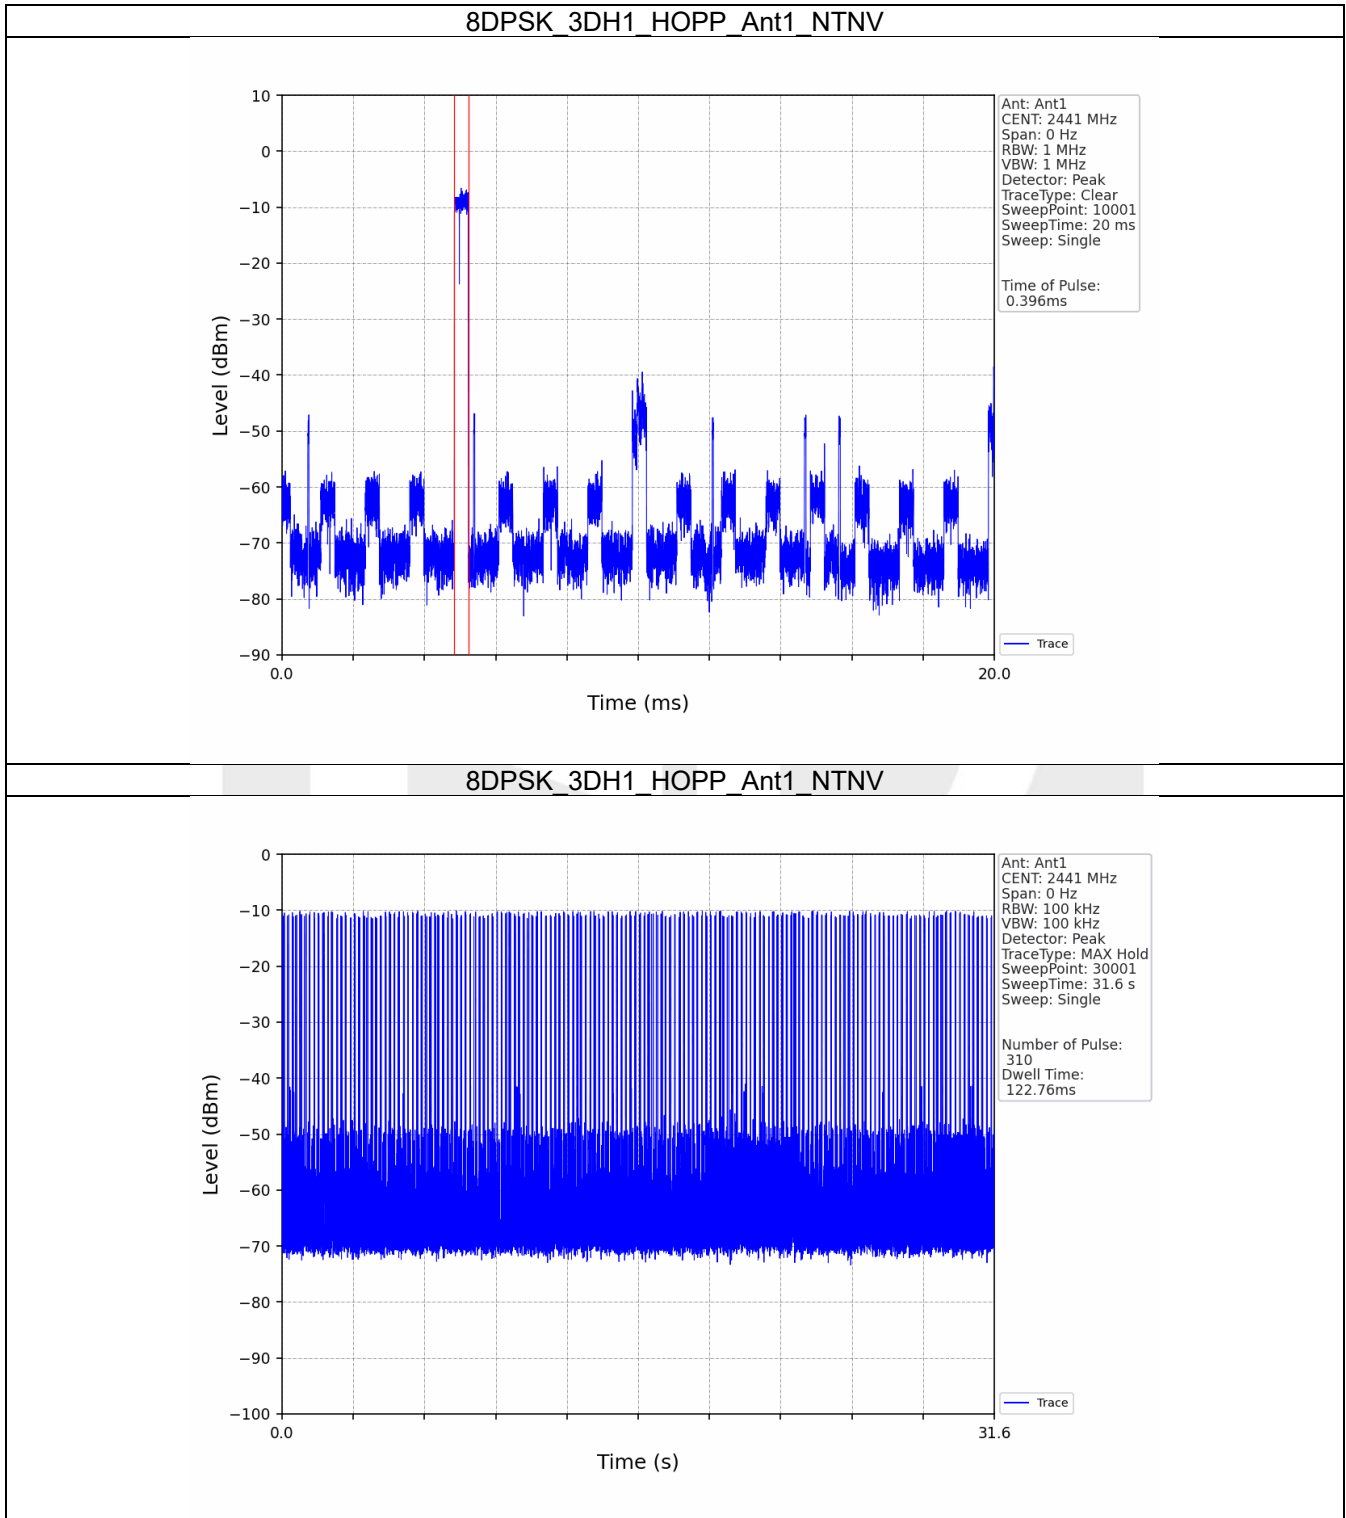 8DPSK_3DH1_HOPP_Ant1_NTNV
10
0
−10
−20
−30
−40
−50
−60
−70
−80
−90
Level (dBm)
0.0
20.0
Time (ms)
Ant: Ant1
CENT: 2441 MHz
Span: 0 Hz
RBW: 1 MHz
VBW: 1 MHz
Detector: Peak
TraceType: Clear
SweepPoint: 10001
SweepTime: 20 ms
Sweep: Single
Time of Pulse:
0.396ms
Trace
8DPSK_3DH1_HOPP_Ant1_NTNV
0
−10
−20
−30
−40
−50
−60
−70
−80
−90
−100
Level (dBm)
0.0
31.6
Time (s)
Ant: Ant1
CENT: 2441 MHz
Span: 0 Hz
RBW: 100 kHz
VBW: 100 kHz
Detector: Peak
TraceType: MAX Hold
SweepPoint: 30001
SweepTime: 31.6 s
Sweep: Single
Number of Pulse:
310
Dwell Time:
122.76ms
Trace